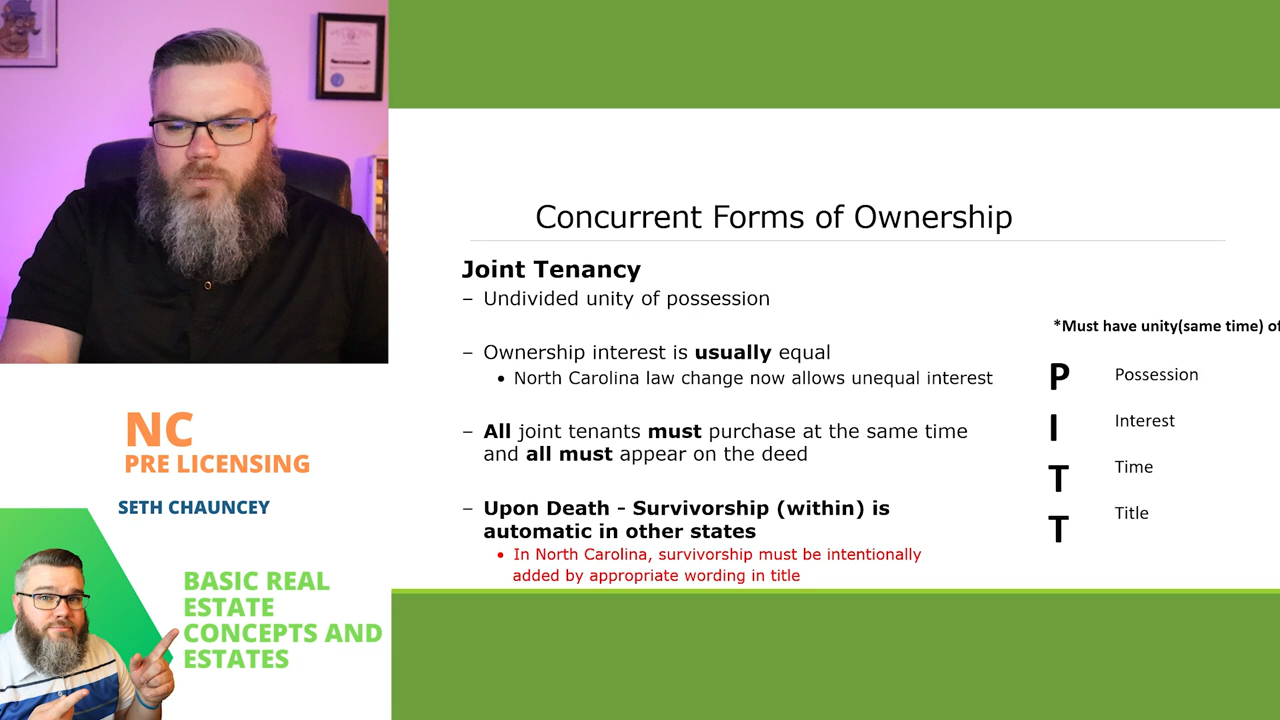 Concurrent Forms of Ownership
Joint Tenancy
– Undivided unity of possession
– Ownership interest is usually equal
• North Carolina law change now allows unequal interest
– All joint tenants must purchase at the same time
and all must appear on the deed
– Upon Death - Survivorship (within) is
automatic in other states
• In North Carolina, survivorship must be intentionally
added by appropriate wording in title
*Must have unity(same time) of
P Possession
I Interest
T Time
T Title
NC
PRE LICENSING
SETH CHAUNCEY
BASIC REAL
ESTATE
CONCEPTS AND
ESTATES